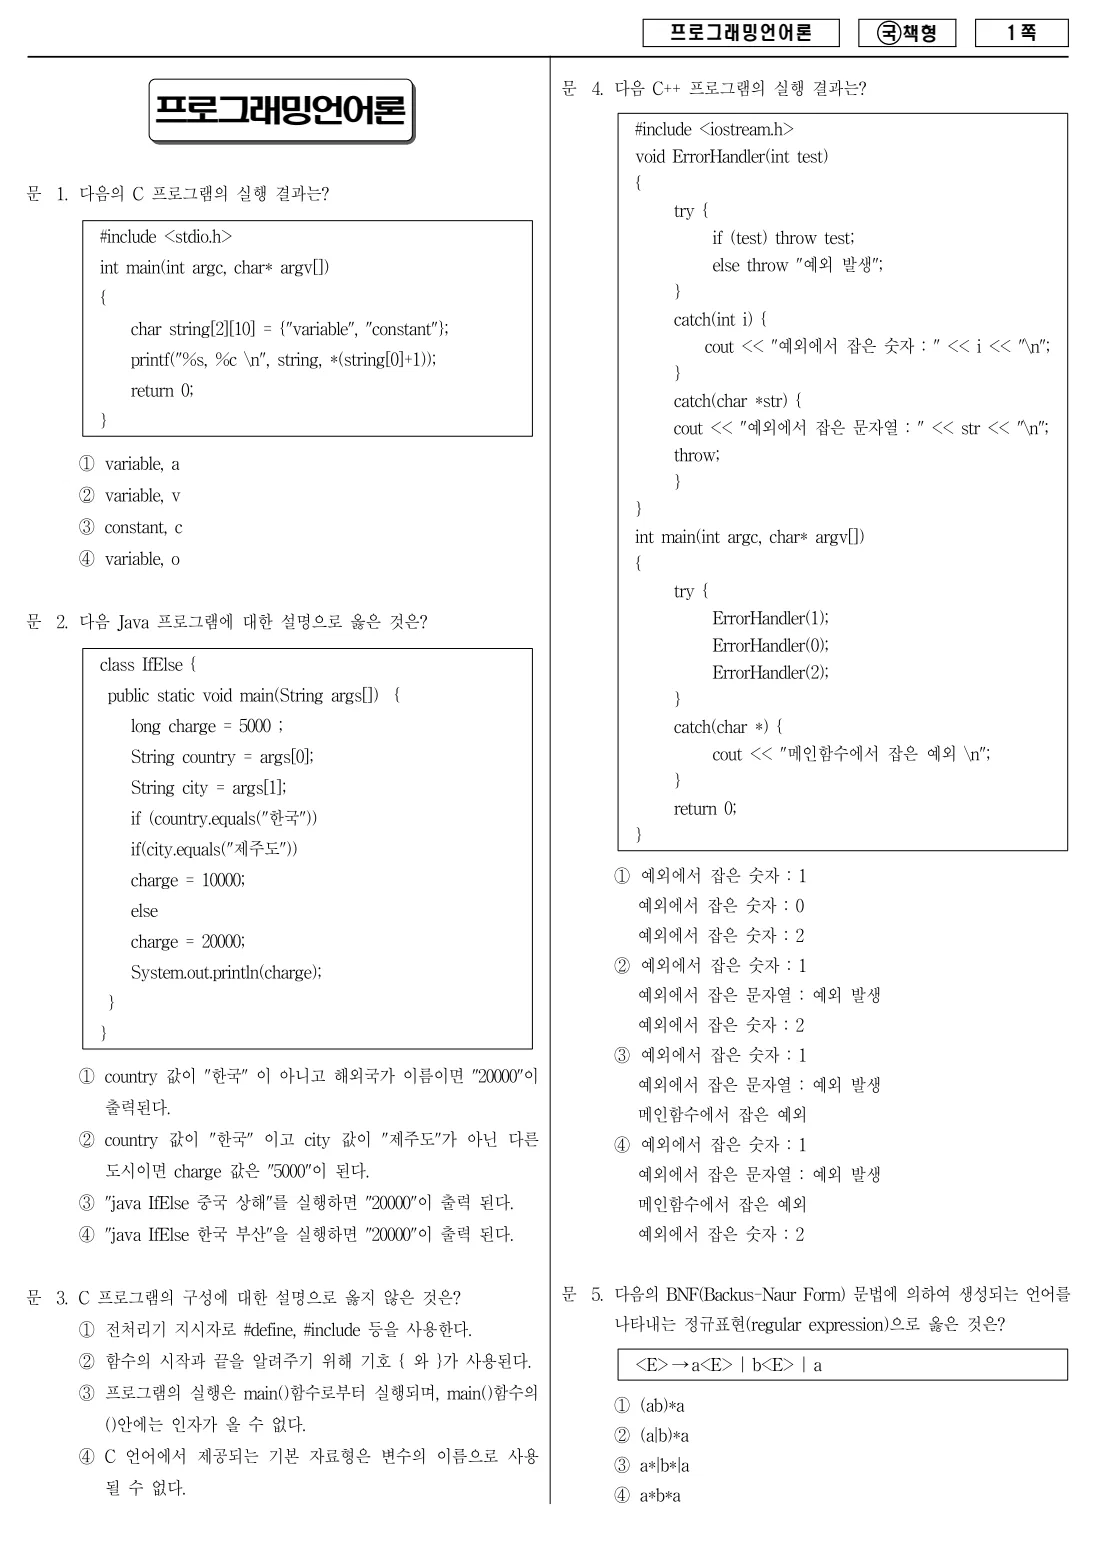 프로그래밍언어론 ㉿책형 1쪽
프로그래밍언어론
문 1. 다음의 C 프로그램의 실행 결과는?
#include <stdio.h>
int main(int argc, char* argv[])
{
char string[2][10] = {"variable", "constant"};
printf("%s, %c \n", string, *(string[0]+1));
return 0;
}
① variable, a
② variable, v
③ constant, c
④ variable, o
문 2. 다음 Java 프로그램에 대한 설명으로 옳은 것은?
class IfElse {
public static void main(String args[]) {
long charge = 5000 ;
String country = args[0];
String city = args[1];
if (country.equals("한국"))
if(city.equals("제주도"))
charge = 10000;
else
charge = 20000;
System.out.println(charge);
}
}
① country 값이 "한국" 이 아니고 해외국가 이름이면 "20000"이
출력된다.
② country 값이 "한국" 이고 city 값이 "제주도"가 아닌 다른
도시이면 charge 값은 "5000"이 된다.
③ "java IfElse 중국 상해"를 실행하면 "20000"이 출력 된다.
④ "java IfElse 한국 부산"을 실행하면 "20000"이 출력 된다.
문 3. C 프로그램의 구성에 대한 설명으로 옳지 않은 것은?
① 전처리기 지시자로 #define, #include 등을 사용한다.
② 함수의 시작과 끝을 알려주기 위해 기호 { 와 }가 사용된다.
③ 프로그램의 실행은 main()함수로부터 실행되며, main()함수의
()안에는 인자가 올 수 없다.
④ C 언어에서 제공되는 기본 자료형은 변수의 이름으로 사용
될 수 없다.
문 4. 다음 C++ 프로그램의 실행 결과는?
#include <iostream.h>
void ErrorHandler(int test)
{
try {
if (test) throw test;
else throw "예외 발생";
}
catch(int i) {
cout << "예외에서 잡은 숫자 : " << i << "\n";
}
catch(char *str) {
cout << "예외에서 잡은 문자열 : " << str << "\n";
throw;
}
}
int main(int argc, char* argv[])
{
try {
ErrorHandler(1);
ErrorHandler(0);
ErrorHandler(2);
}
catch(char *) {
cout << "메인함수에서 잡은 예외 \n";
}
return 0;
}
① 예외에서 잡은 숫자 : 1
예외에서 잡은 숫자 : 0
예외에서 잡은 숫자 : 2
② 예외에서 잡은 숫자 : 1
예외에서 잡은 문자열 : 예외 발생
예외에서 잡은 숫자 : 2
③ 예외에서 잡은 숫자 : 1
예외에서 잡은 문자열 : 예외 발생
메인함수에서 잡은 예외
④ 예외에서 잡은 숫자 : 1
예외에서 잡은 문자열 : 예외 발생
메인함수에서 잡은 예외
예외에서 잡은 숫자 : 2
문 5. 다음의 BNF(Backus-Naur Form) 문법에 의하여 생성되는 언어를
나타내는 정규표현(regular expression)으로 옳은 것은?
<E>→a<E> | b<E> | a
① (ab)*a
② (a|b)*a
③ a*|b*|a
④ a*b*a